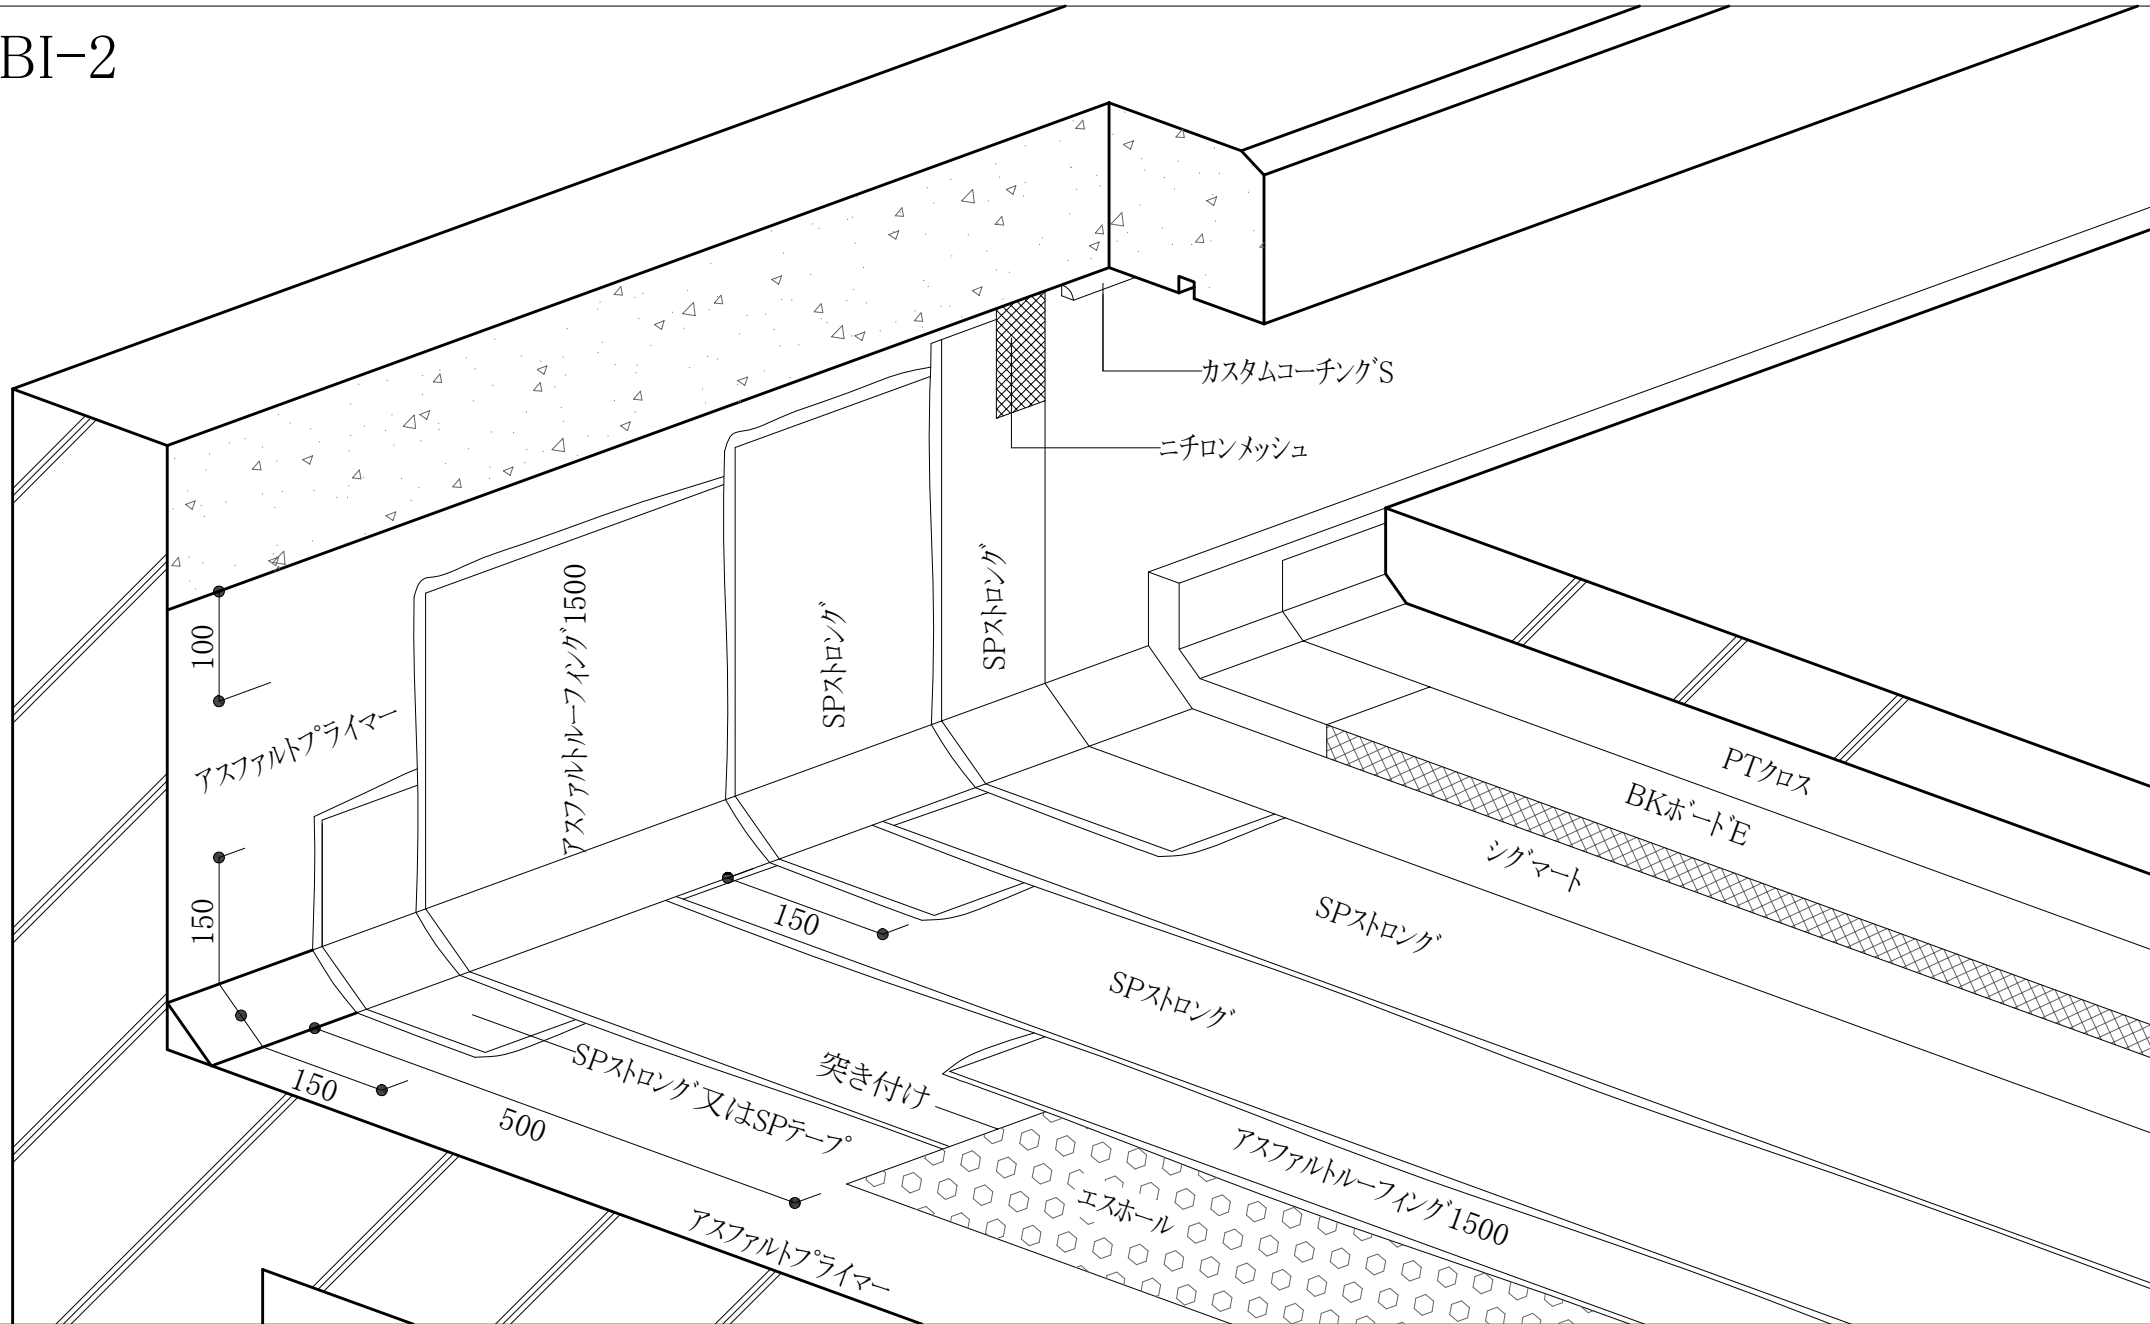 BI-2
カスタムコーチングS
ニチロンメッシュ
100
アスファルトプライマー
アスファルトルーフィング1500
SPストロング
SPストロング
150
150
PTクロス
BKボードE
シグマート
SPストロング
SPストロング
突き付け
SPストロング又はSPテープ
150
500
アスファルトルーフィング1500
エスホール
アスファルトプライマー